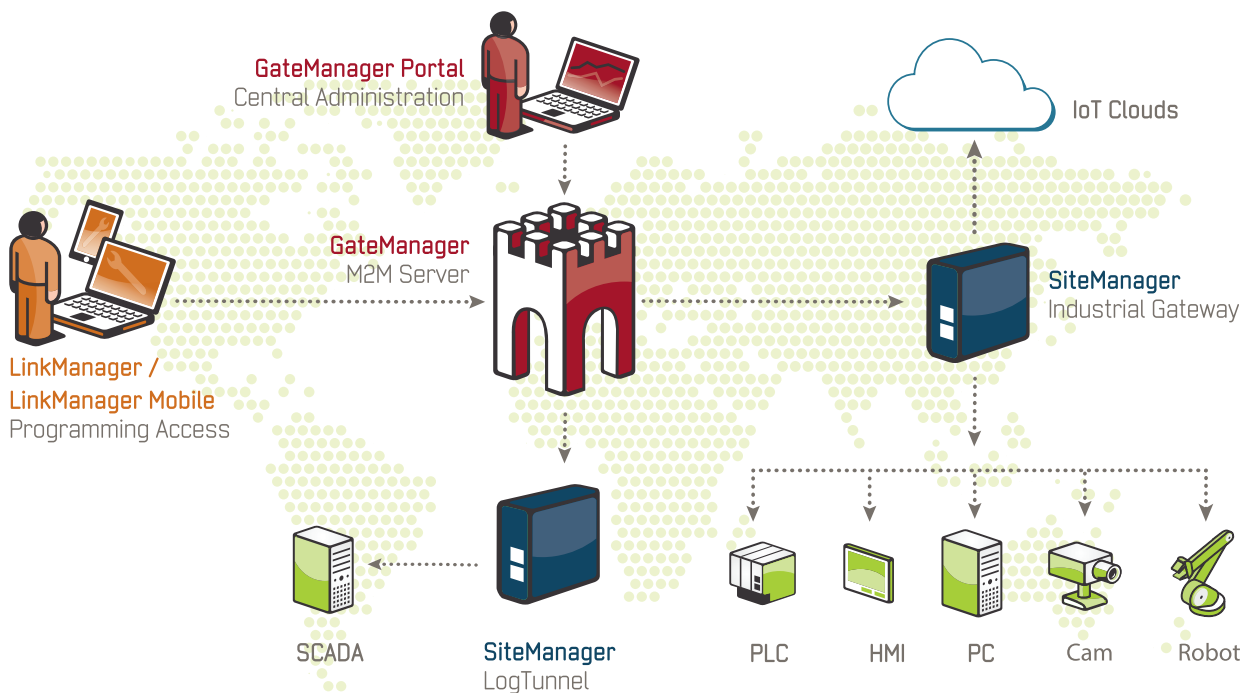 GateManager Portal
Central Administration
IoT Clouds
GateManager
M2M Server
SiteManager
Industrial Gateway
LinkManager /
LinkManager Mobile
Programming Access
SCADA
SiteManager
LogTunnel
PLC
HMI
PC
Cam
Robot